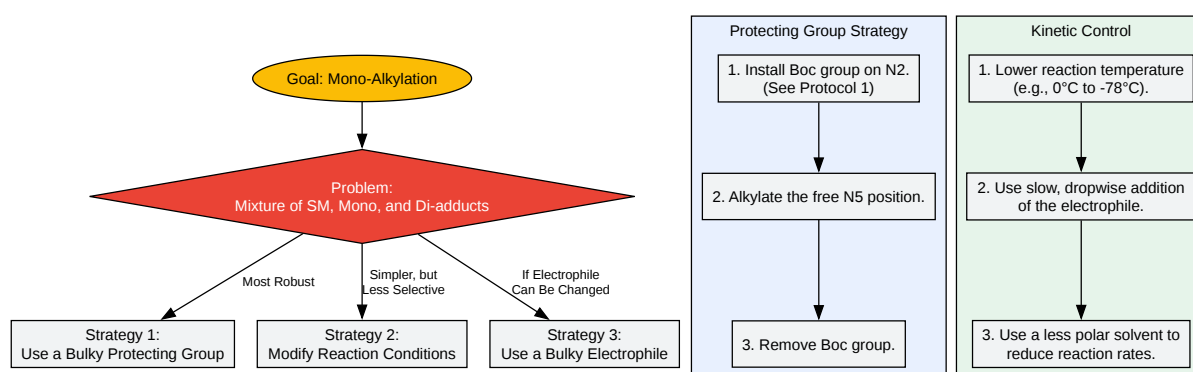 Goal: Mono-Alkylation
Problem:
Mixture of SM, Mono, and Di-adducts
Most Robust
Simpler, but
Less Selective
If Electrophile
Can Be Changed
Strategy 1:
Use a Bulky Protecting Group
Strategy 2:
Modify Reaction Conditions
Strategy 3:
Use a Bulky Electrophile
Protecting Group Strategy
1. Install Boc group on N2.
(See Protocol 1)
2. Alkylate the free N5 position.
3. Remove Boc group.
Kinetic Control
1. Lower reaction temperature
(e.g., 0°C to -78°C).
2. Use slow, dropwise addition
of the electrophile.
3. Use a less polar solvent to
reduce reaction rates.